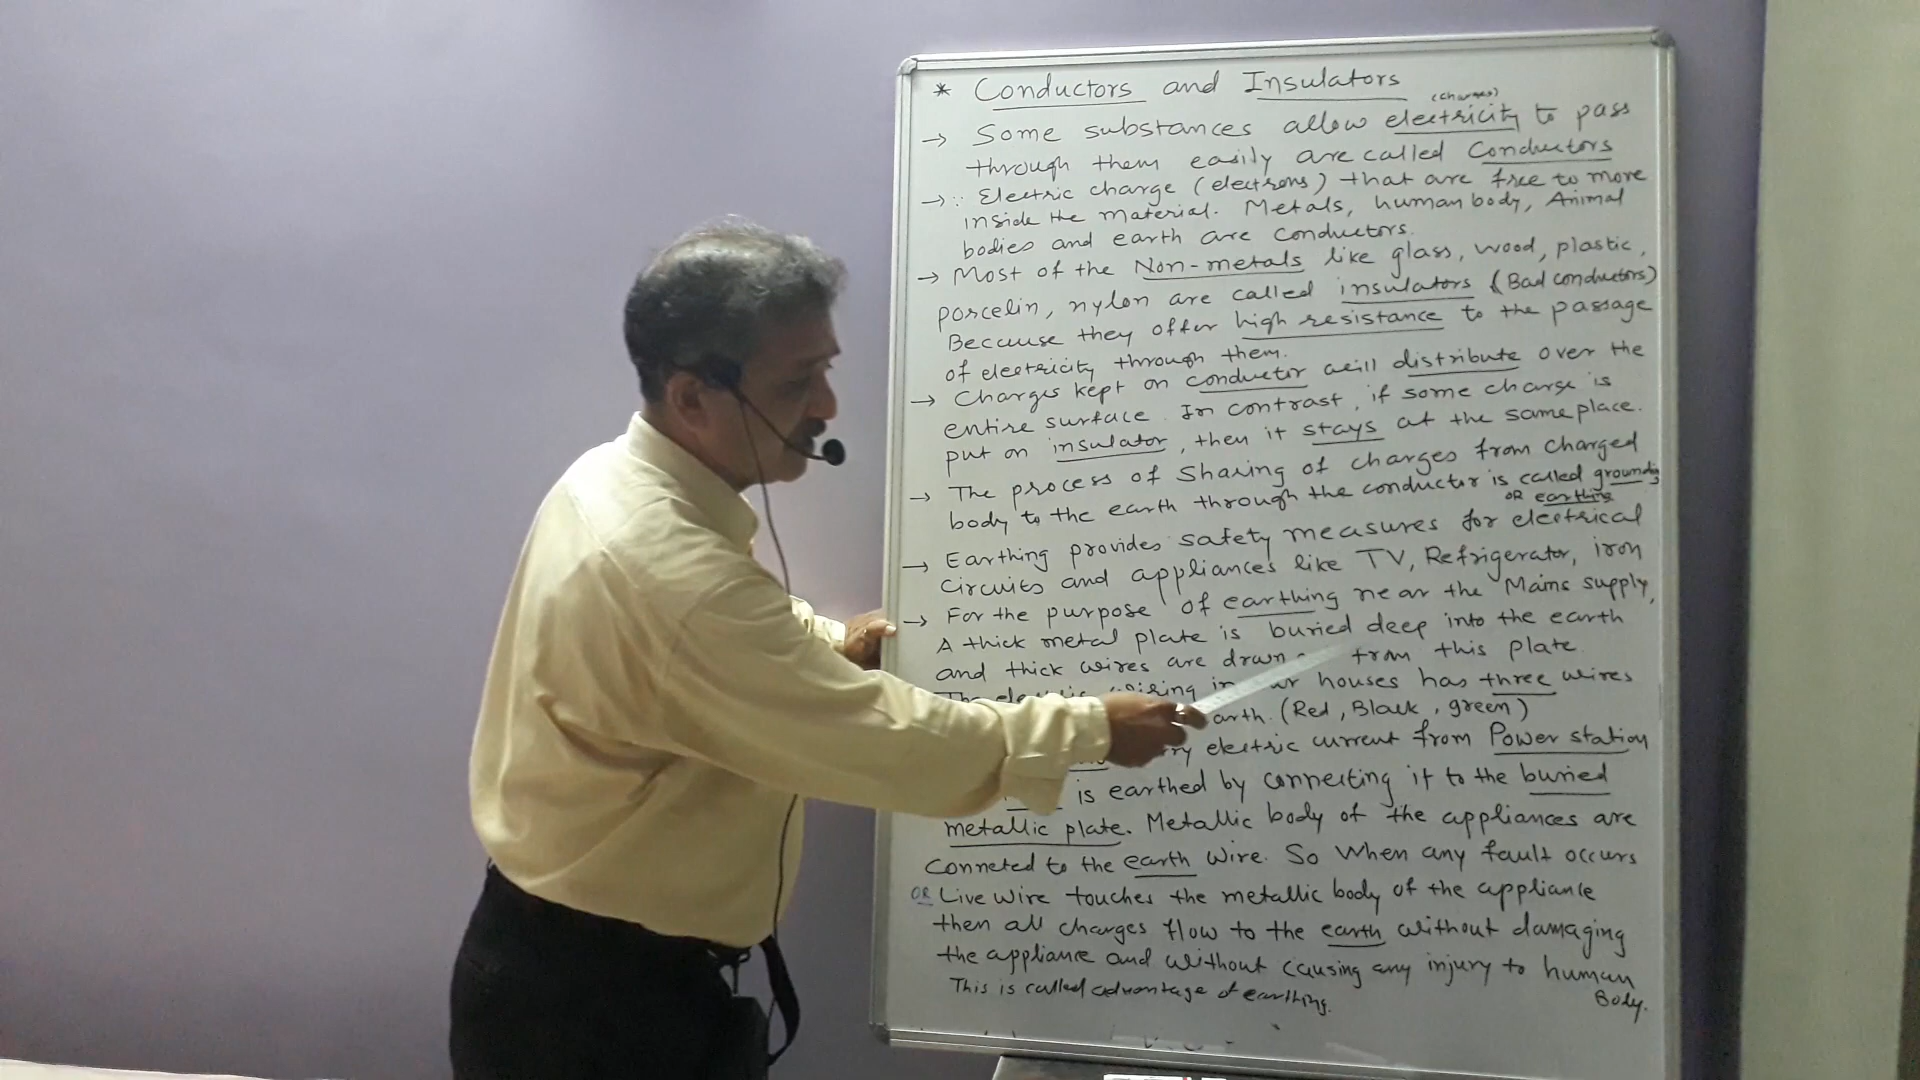 * Conductors and Insulators
(charges)
→ Some substances allow electricity to pass
through them easily are called Conductors
→ ∵ Electric charge (electrons) that are free to move
inside the material. Metals, human body, Animal
bodies and earth are conductors.
→ Most of the Non-metals like glass, wood, plastic,
porcelin, nylon are called insulators (Bad conductors)
Because they offer high resistance to the passage
of electricity through them.
→ Charges kept on conductor will distribute over the
entire surface. In contrast, if some charge is
put on insulator, then it stays at the same place.
→ The process of Sharing of charges from charged
body to the earth through the conductor is called grounding
OR earthing
→ Earthing provides safety measures for electrical
Circuits and appliances like TV, Refrigerator, iron
→ For the purpose of earthing near the Mains supply,
A thick metal plate is buried deep into the earth
and thick wires are drawn from this plate.
The electric wiring in our houses has three wires
arth. (Red, Black, green)
ry electric current from Power station
is earthed by connecting it to the buried
metallic plate. Metallic body of the appliances are
Conneted to the earth wire. So when any fault occurs
OR Live wire touches the metallic body of the appliance
then all charges flow to the earth without damaging
the appliance and without causing any injury to human
Body.
This is called advantage of earthing.